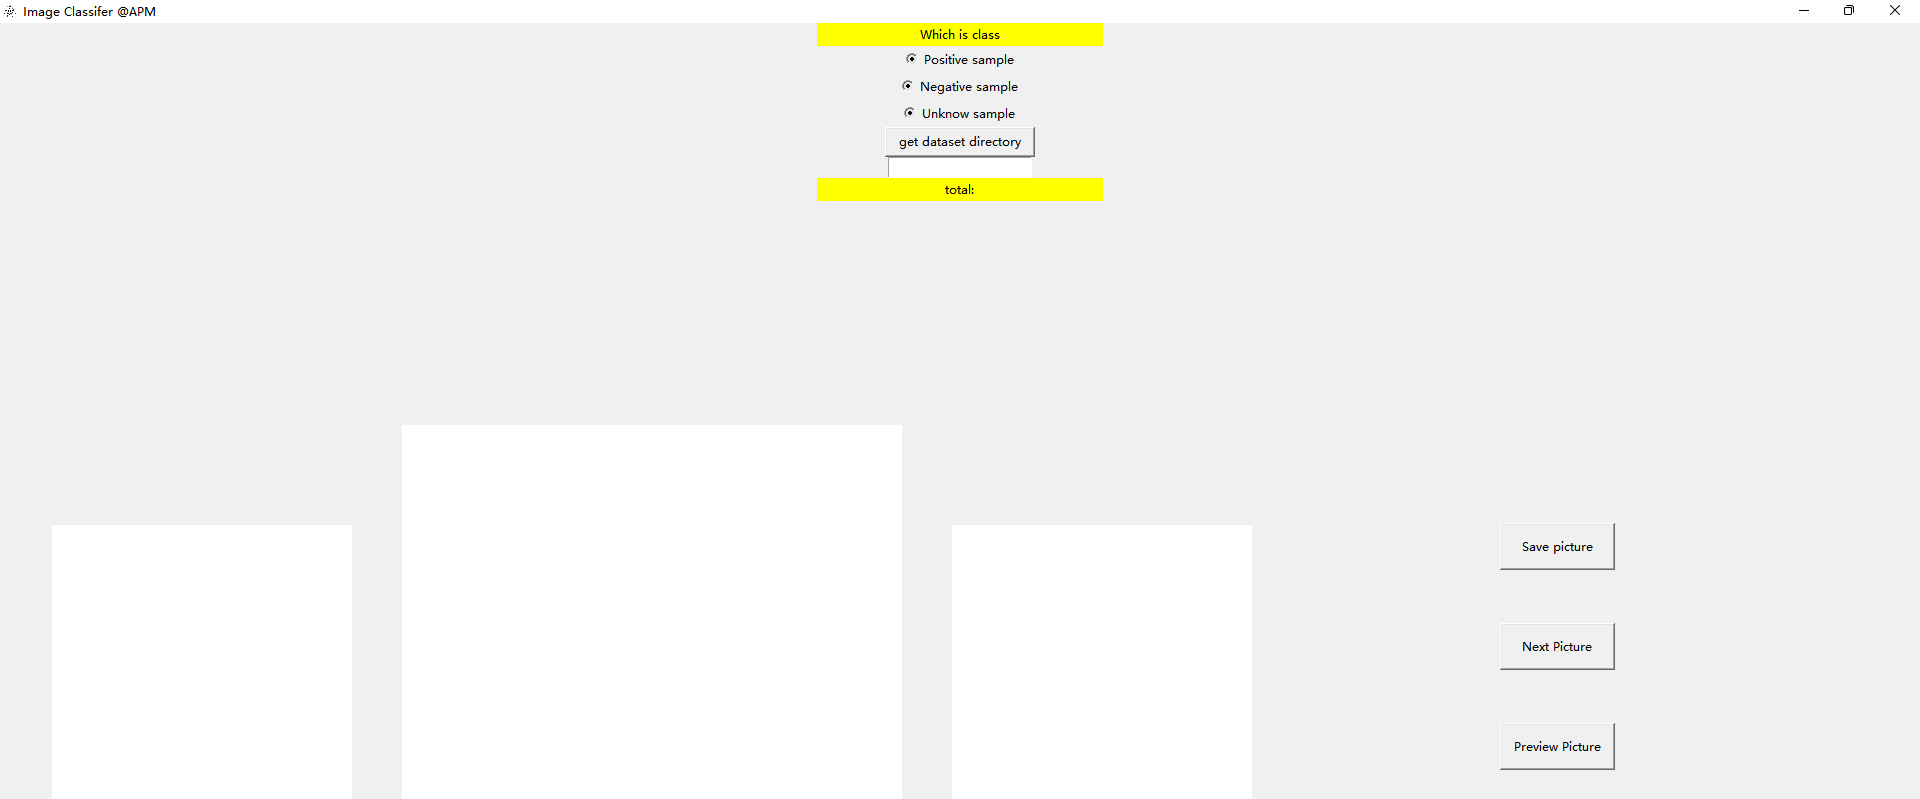 Image Classifer @APM
Which is class
Positive sample
Negative sample
Unknow sample
get dataset directory
total:
Save picture
Next Picture
Preview Picture